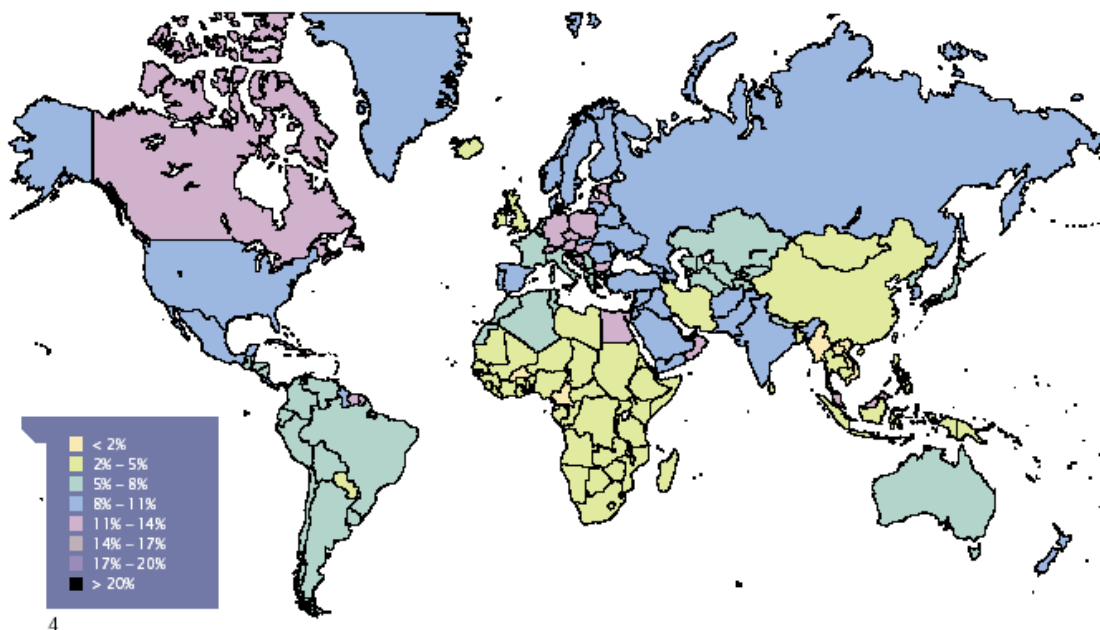 < 2%
2% – 5%
5% – 8%
8% – 11%
11% – 14%
14% – 17%
17% – 20%
> 20%
4